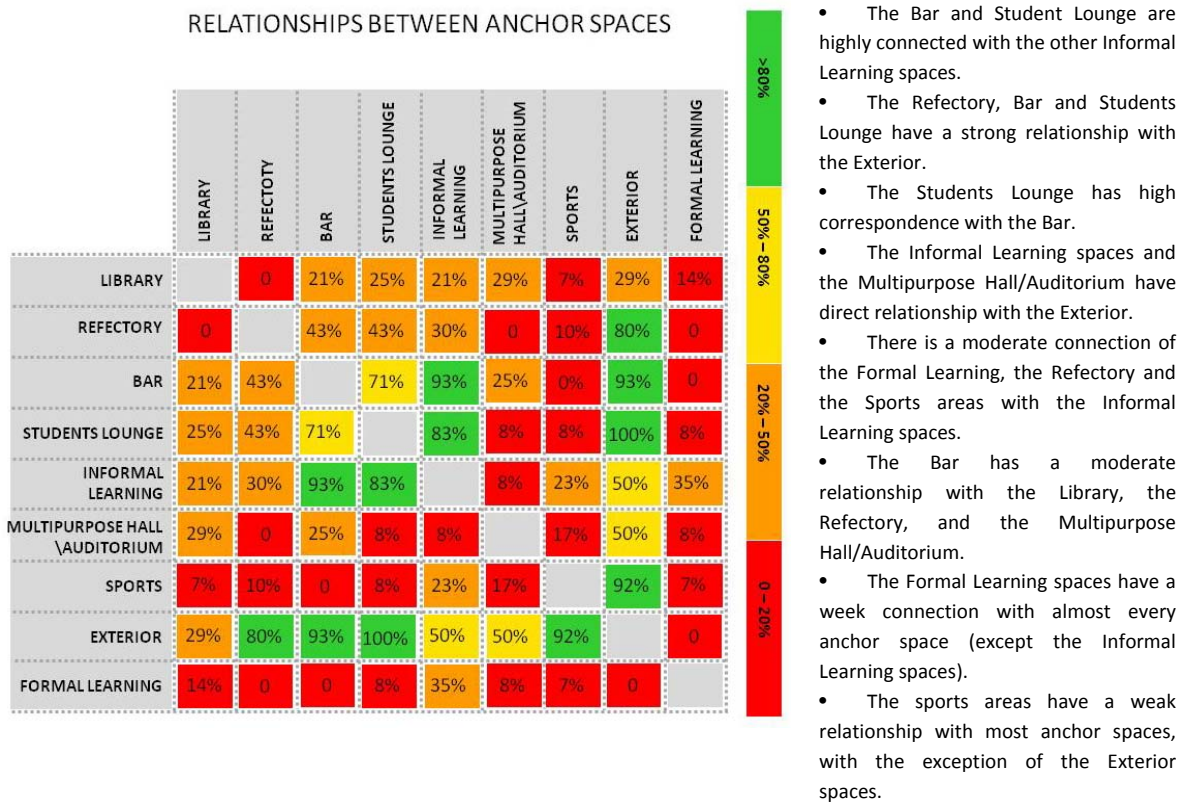 RELATIONSHIPS BETWEEN ANCHOR SPACES
LIBRARY
REFECTOTY
BAR
STUDENTS LOUNGE
INFORMAL
LEARNING
MULTIPURPOSE
HALL\AUDITORIUM
SPORTS
EXTERIOR
FORMAL LEARNING
LIBRARY 0 21% 25% 21% 29% 7% 29% 14%
REFECTORY 0 43% 43% 30% 0 10% 80% 0
BAR 21% 43% 71% 93% 25% 0% 93% 0
STUDENTS LOUNGE 25% 43% 71% 83% 8% 8% 100% 8%
INFORMAL
LEARNING 21% 30% 93% 83% 8% 23% 50% 35%
MULTIPURPOSE HALL
\AUDITORIUM 29% 0 25% 8% 8% 17% 50% 8%
SPORTS 7% 10% 0 8% 23% 17% 92% 7%
EXTERIOR 29% 80% 93% 100% 50% 50% 92% 0
FORMAL LEARNING 14% 0 0 8% 35% 8% 7% 0
>80%
50% – 80%
20% – 50%
0 – 20%
• The Bar and Student Lounge are
highly connected with the other Informal
Learning spaces.
• The Refectory, Bar and Students
Lounge have a strong relationship with
the Exterior.
• The Students Lounge has high
correspondence with the Bar.
• The Informal Learning spaces and
the Multipurpose Hall/Auditorium have
direct relationship with the Exterior.
• There is a moderate connection of
the Formal Learning, the Refectory and
the Sports areas with the Informal
Learning spaces.
• The Bar has a moderate
relationship with the Library, the
Refectory, and the Multipurpose
Hall/Auditorium.
• The Formal Learning spaces have a
week connection with almost every
anchor space (except the Informal
Learning spaces).
• The sports areas have a weak
relationship with most anchor spaces,
with the exception of the Exterior
spaces.